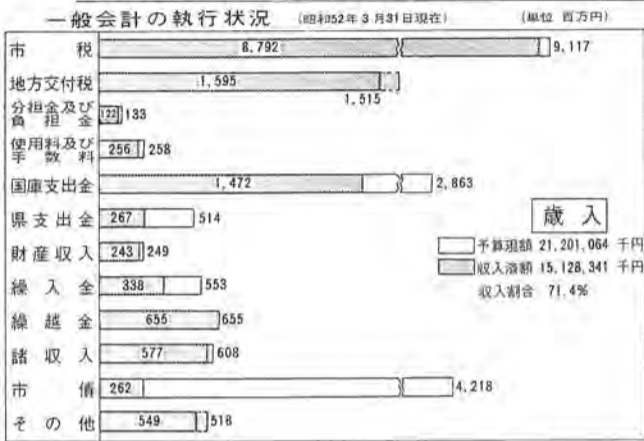 一般会計の執行状況 (昭和52年3月31日現在) (単位 百万円)
市税 8,792 9,117
地方交付税 1,595 1,515
分担金及び負担金 122 133
使用料及び手数料 256 258
国庫支出金 1,472 2,863
県支出金 267 514
財産収入 243 249
繰入金 338 553
繰越金 655 655
諸収入 577 608
市債 262 4,218
その他 549 518
歳入
予算現額 21,201,064 千円
収入済額 15,128,341 千円
収入割合 71.4%